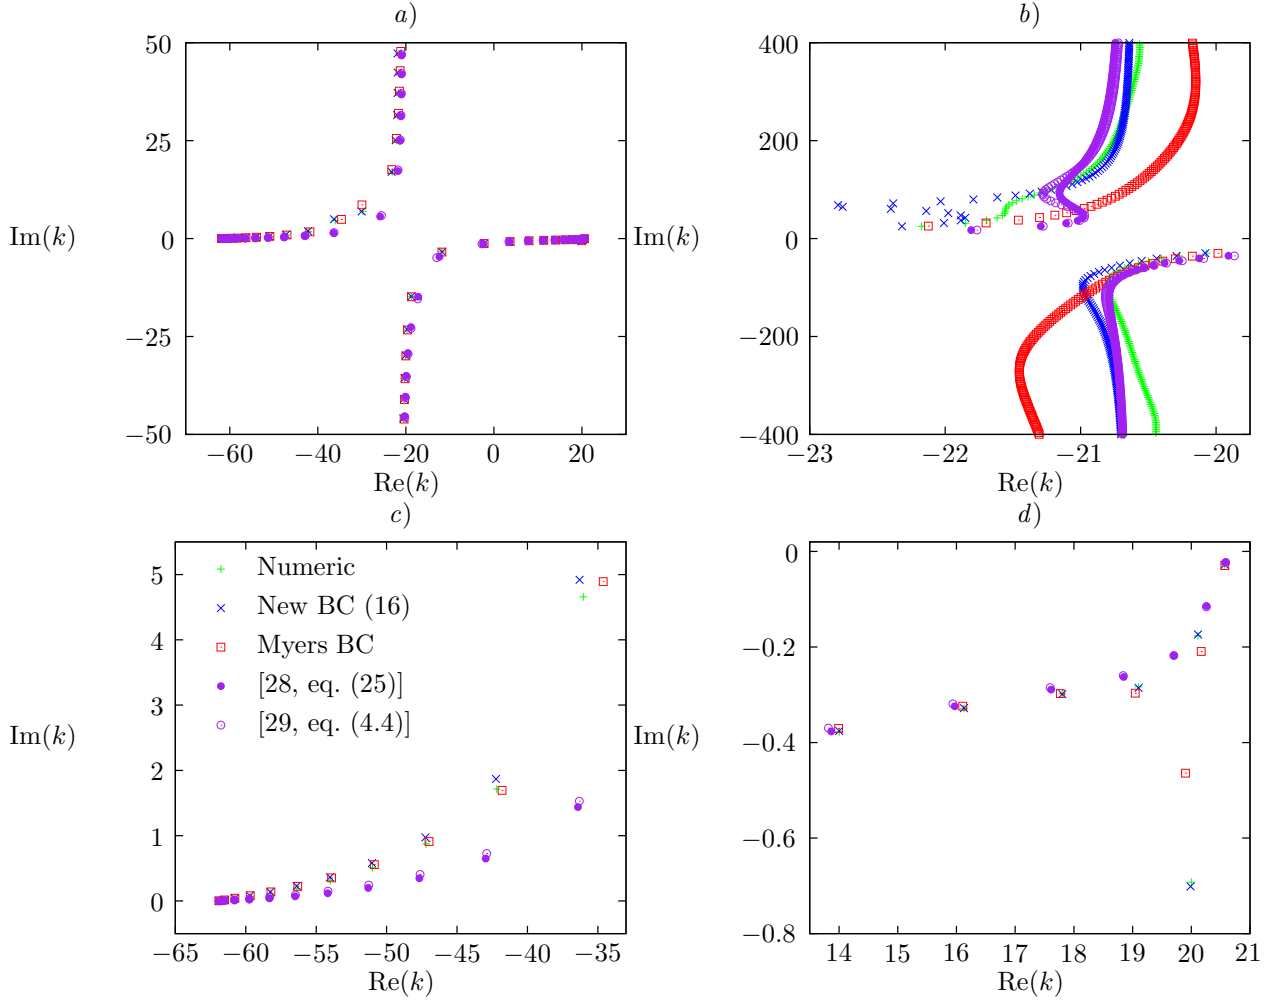 a)
50
25
0
−25
−50
Im(k)
−60
−40
−20
0
20
Re(k)
b)
400
200
0
−200
−400
Im(k)
−23
−22
−21
−20
Re(k)
c)
5
4
3
2
1
0
Im(k)
Numeric
New BC (16)
Myers BC
[28, eq. (25)]
[29, eq. (4.4)]
−65
−60
−55
−50
−45
−40
−35
Re(k)
d)
0
−0.2
−0.4
−0.6
−0.8
Im(k)
14
15
16
17
18
19
20
21
Re(k)